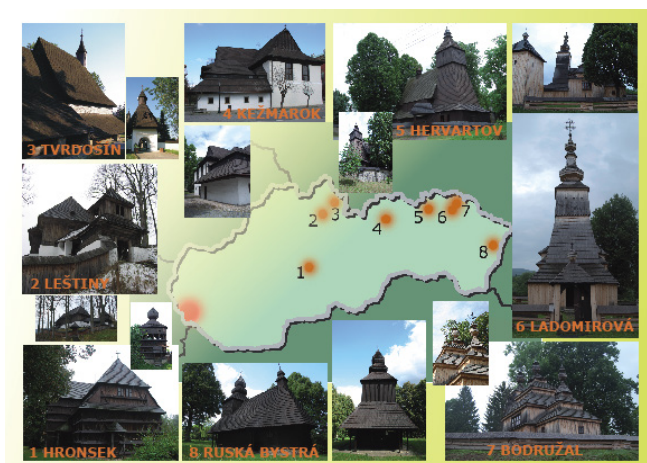 3 TVRDOŠÍN
4 KEŽMAROK
5 HERVARTOV
2 LEŠTINY
2
3
4
5
6
7
8
1
6 LADOMIROVÁ
1 HRONSEK
8 RUSKÁ BYSTRÁ
7 BODRUŽAL